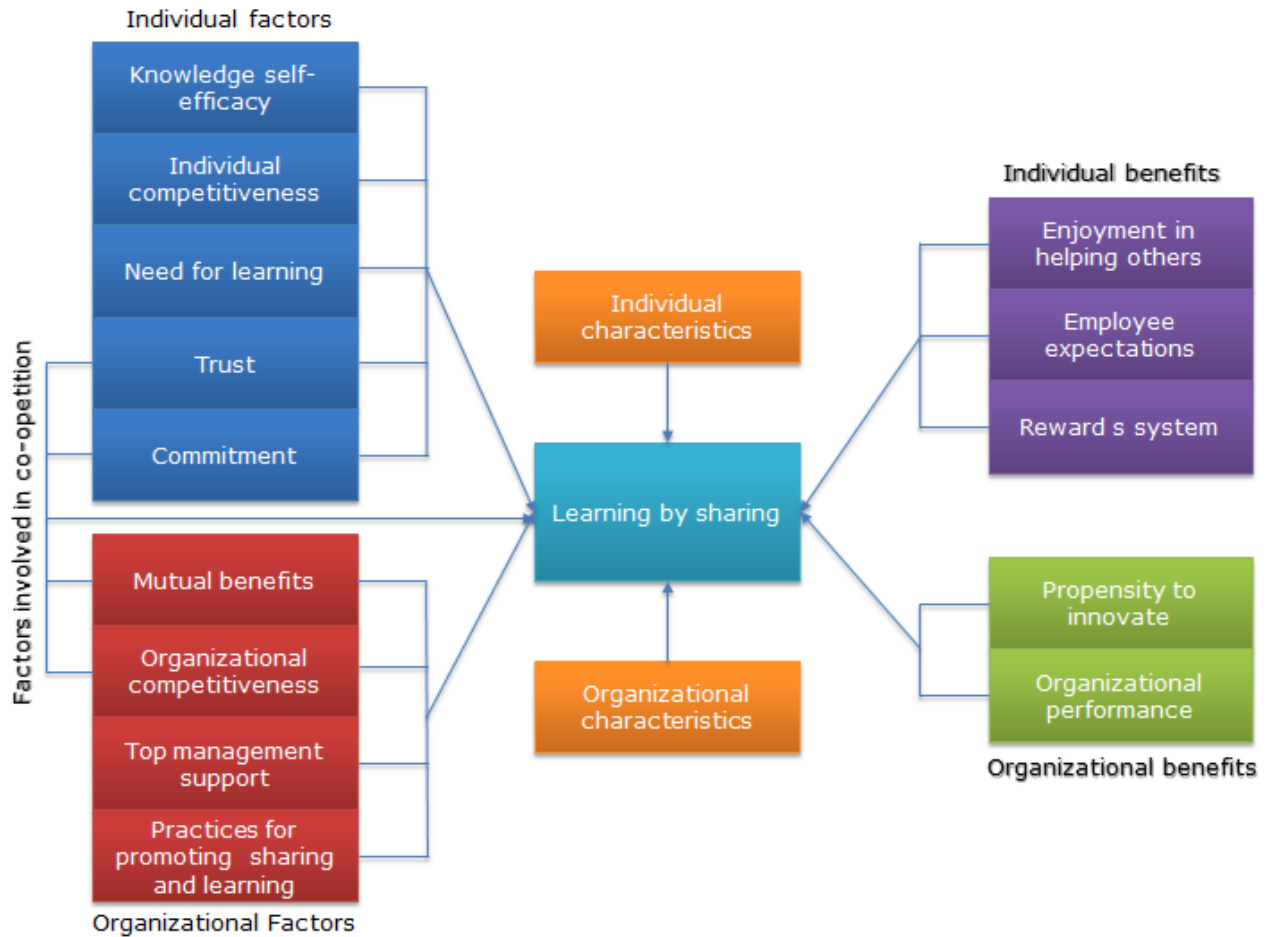 Individual factors
Knowledge self-
efficacy
Individual
competitiveness
Need for learning
Trust
Commitment
Factors involved in co-opetition
Mutual benefits
Organizational
competitiveness
Top management
support
Practices for
promoting sharing
and learning
Organizational Factors
Individual
characteristics
Learning by sharing
Organizational
characteristics
Individual benefits
Enjoyment in
helping others
Employee
expectations
Reward s system
Propensity to
innovate
Organizational
performance
Organizational benefits